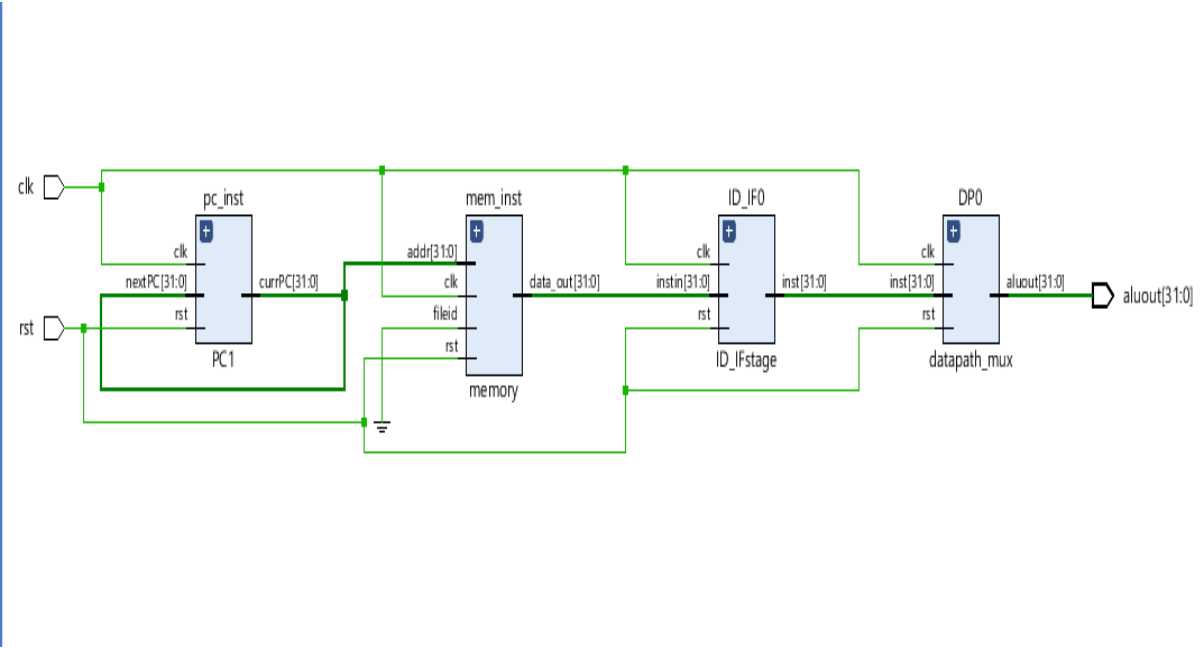 clk
rst
pc_inst
clk
nextPC[31:0]
rst
currPC[31:0]
PC1
mem_inst
addr[31:0]
clk
fileid
rst
data_out[31:0]
memory
ID_IF0
clk
instin[31:0]
rst
inst[31:0]
ID_IFstage
DP0
clk
inst[31:0]
rst
aluout[31:0]
datapath_mux
aluout[31:0]